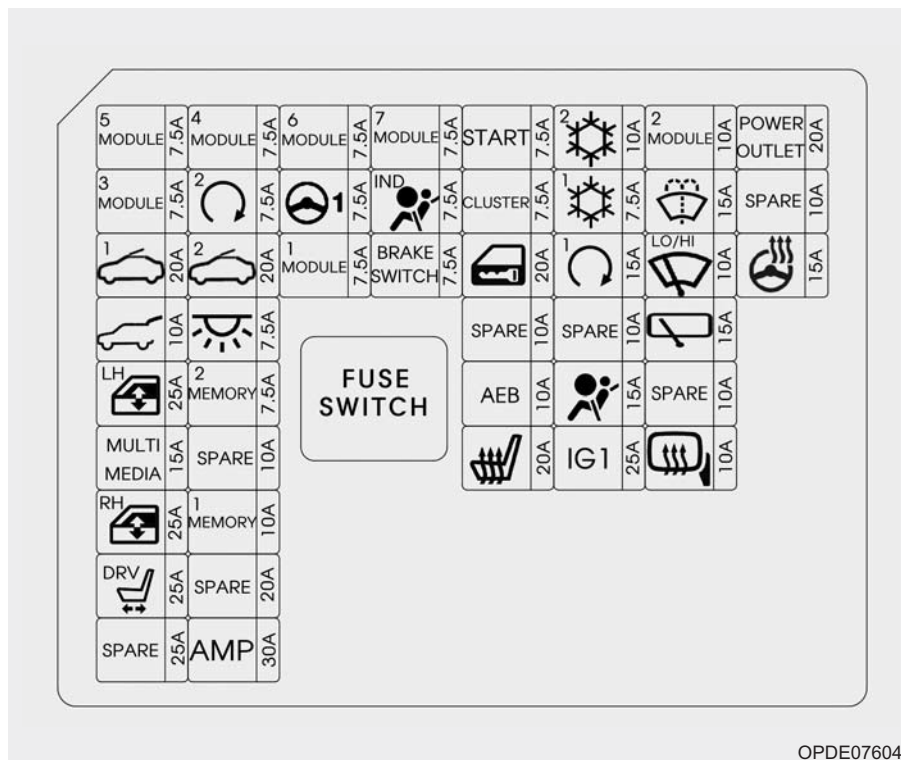 5 MODULE 7.5A 4 MODULE 7.5A 6 MODULE 7.5A 7 MODULE 7.5A START 7.5A 2 10A 2 MODULE 10A POWER OUTLET 20A
3 MODULE 7.5A 2 7.5A 1 7.5A IND 7.5A CLUSTER 7.5A 1 7.5A 15A SPARE 10A
1 20A 2 20A 1 MODULE 7.5A BRAKE SWITCH 7.5A 20A 1 15A LO/HI 10A 15A
10A 7.5A SPARE 10A SPARE 10A 15A
LH 25A 2 MEMORY 7.5A FUSE SWITCH AEB 10A 15A SPARE 10A
MULTI MEDIA 15A SPARE 10A 20A IG1 25A 10A
RH 25A 1 MEMORY 10A
DRV 25A SPARE 20A
SPARE 25A AMP 30A
OPDE07604